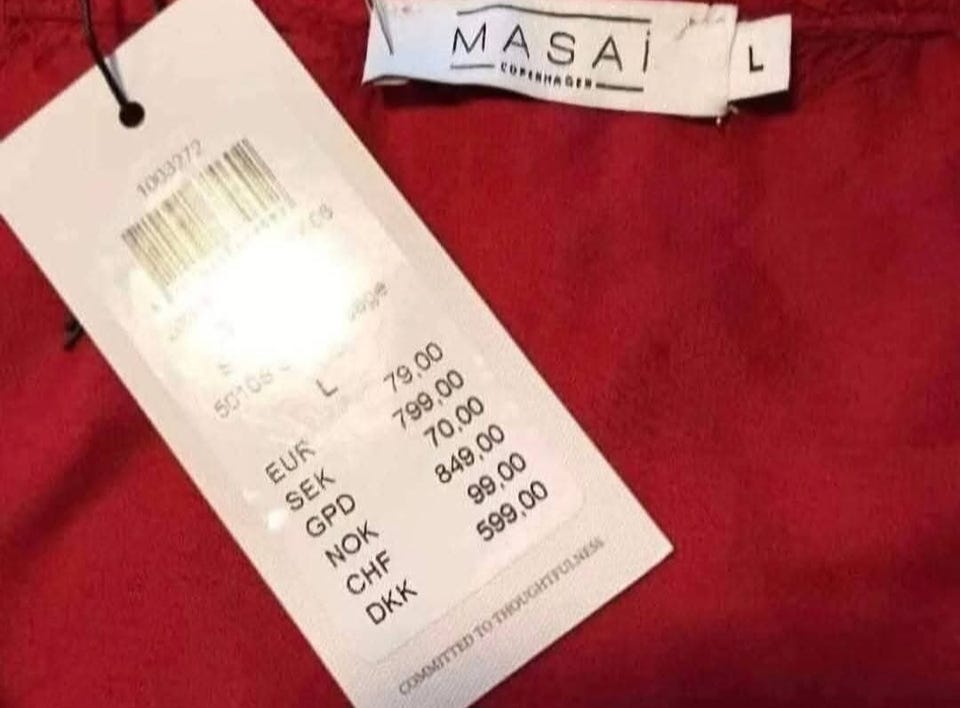 MASAI
COPENHAGEN
L
1003272
L
EUR 79,00
SEK 799,00
GPD 70,00
NOK 849,00
CHF 99,00
DKK 599,00
COMMITTED TO THOUGHTFULNESS